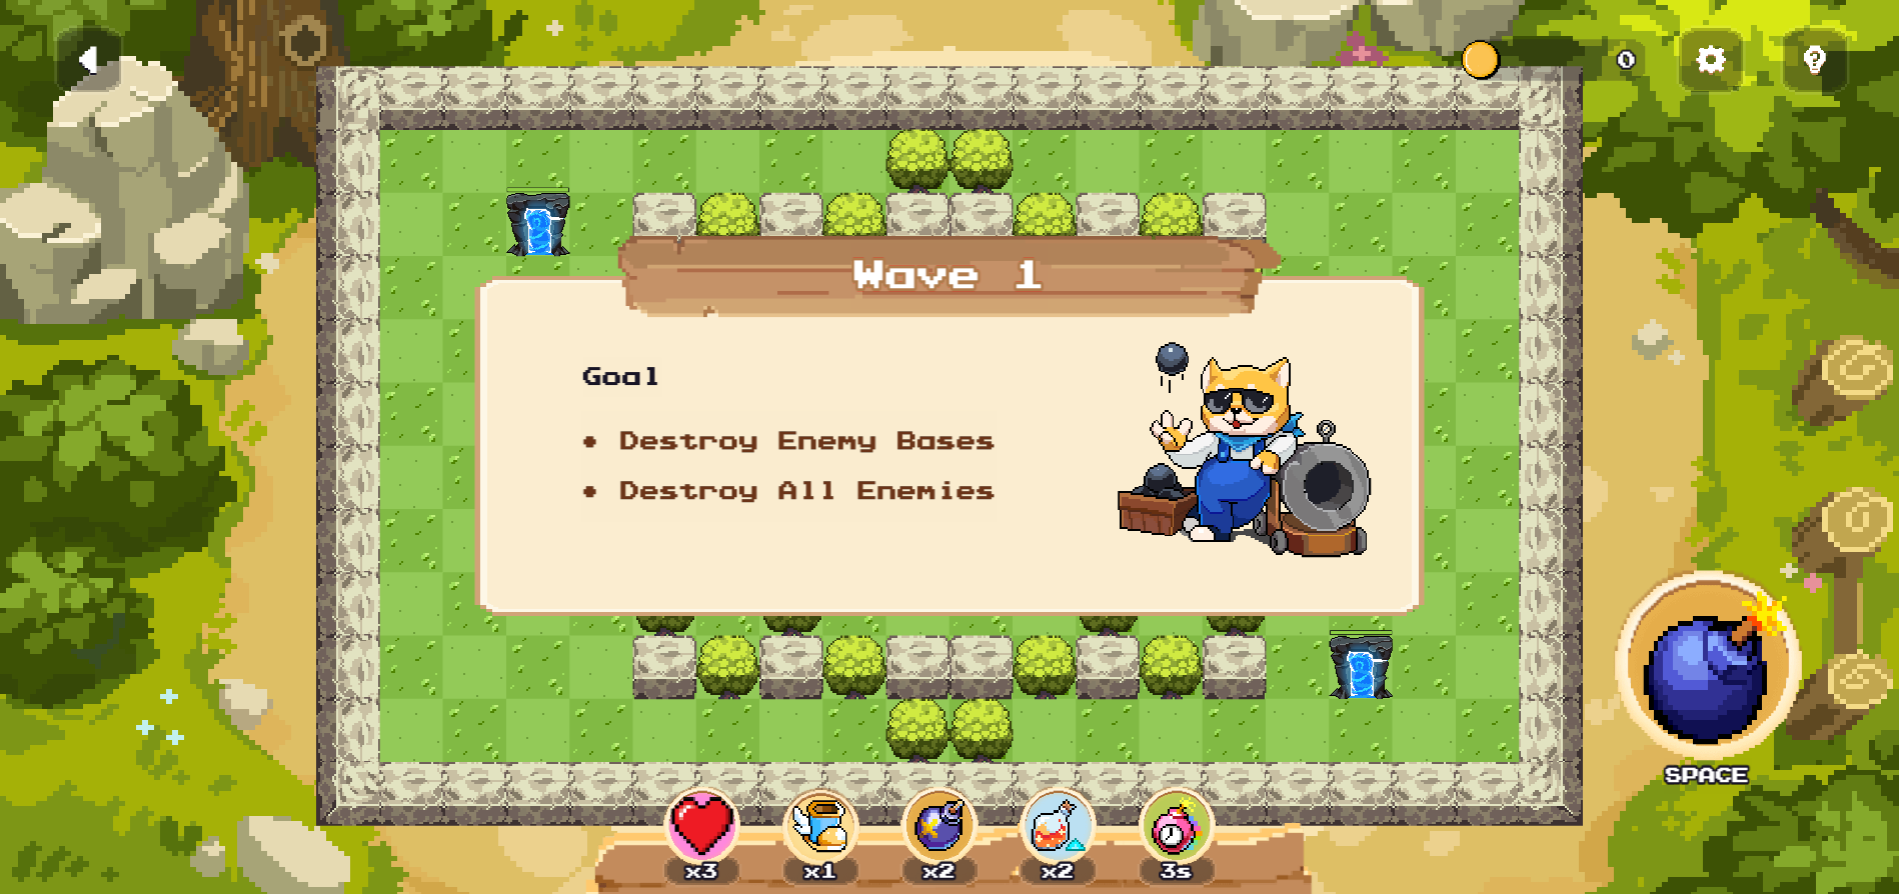 0
?
Wave 1
Goal
• Destroy Enemy Bases
• Destroy All Enemies
SPACE
x3
x1
x2
x2
3s